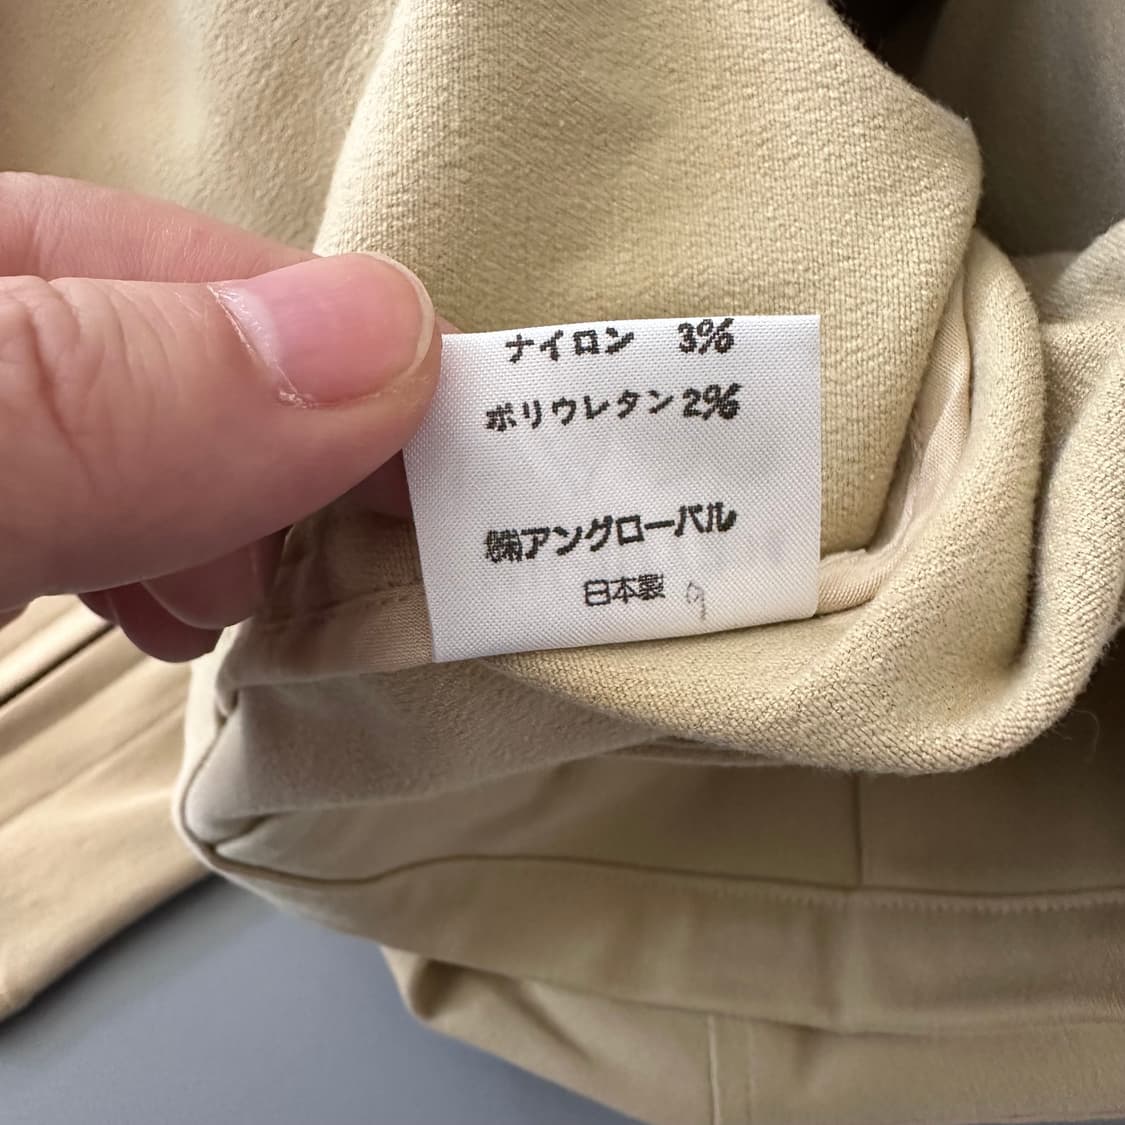 ナイロン 3%
ポリウレタン 2%
㈱アングローバル
日本製 9